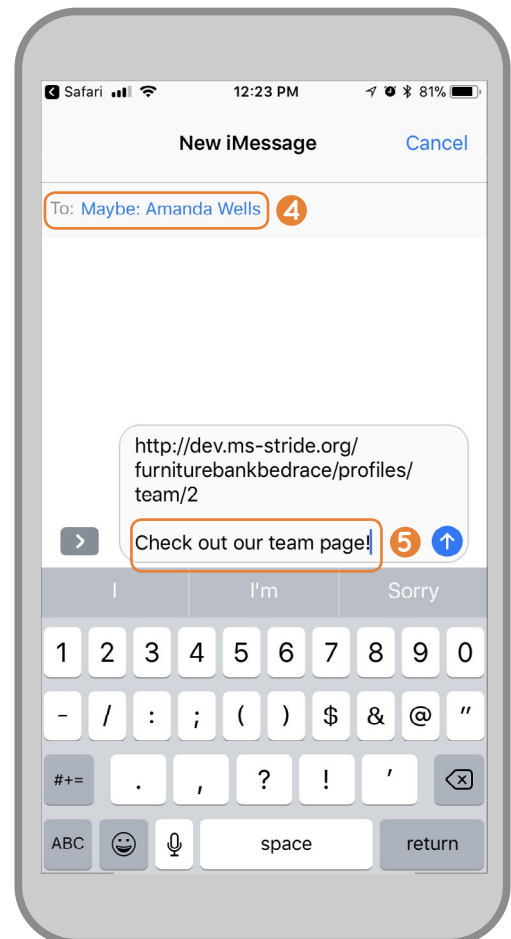 Safari 12:23 PM 81%
New iMessage Cancel
To: Maybe: Amanda Wells 4
http://dev.ms-stride.org/
furniturebankbedrace/profiles/
team/2
Check out our team page! 5
I I'm Sorry
1 2 3 4 5 6 7 8 9 0
- / : ; ( ) $ & @ "
#+= . , ? ! '
ABC space return